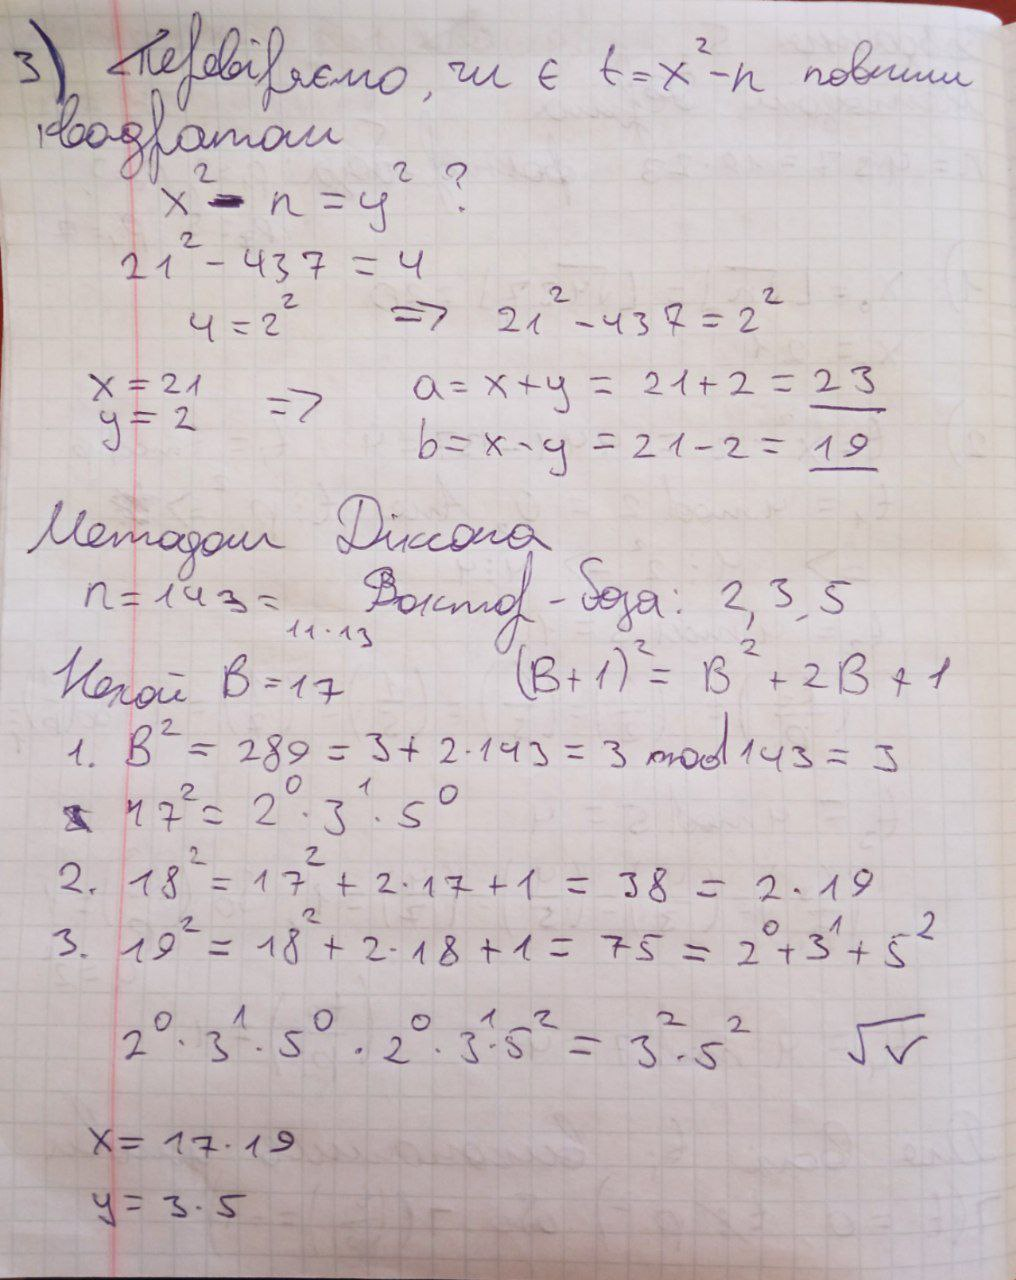 3) Перевіряємо, чи є t = x² - n повним
квадратом
x² - n = y² ?
21² - 437 = 4
4 = 2² => 21² - 437 = 2²
x = 21 => a = x + y = 21 + 2 = 23
y = 2 b = x - y = 21 - 2 = 19
Методом Діксона
n = 143 = 11·13 Фактор-база: 2, 3, 5
Нехай B = 17 (B+1)² = B² + 2B + 1
1. B² = 289 = 3 + 2·143 = 3 mod 143 = 3
17² = 2⁰ · 3¹ · 5⁰
2. 18² = 17² + 2·17 + 1 = 38 = 2·19
3. 19² = 18² + 2·18 + 1 = 75 = 2⁰ + 3¹ + 5²
2⁰ · 3¹ · 5⁰ · 2⁰ · 3¹ · 5² = 3² · 5² √v
x = 17·19
y = 3·5